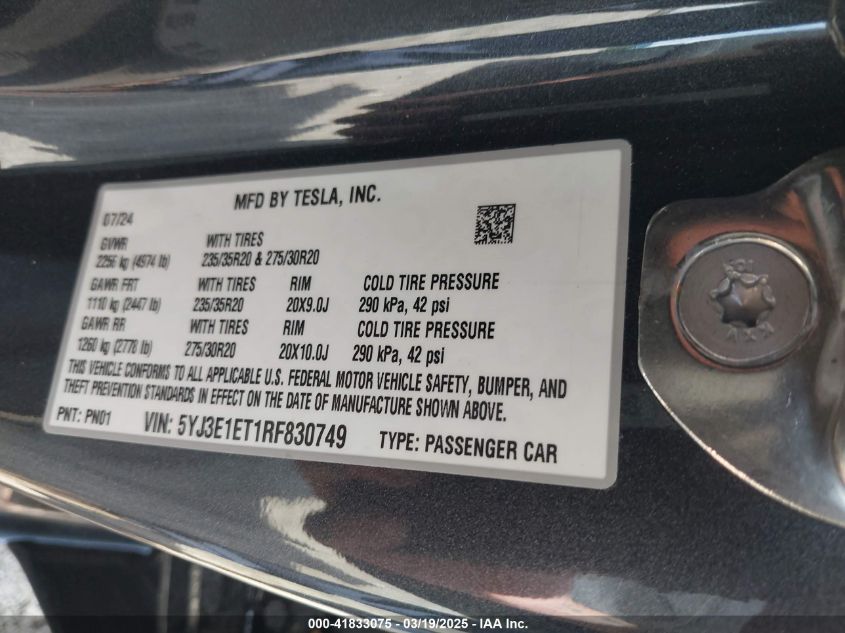 MFD BY TESLA, INC.
07/24
GVWR WITH TIRES
2256 kg (4974 lb) 235/35R20 & 275/30R20
GAWR FRT WITH TIRES RIM COLD TIRE PRESSURE
1110 kg (2447 lb) 235/35R20 20X9.0J 290 kPa, 42 psi
GAWR RR WITH TIRES RIM COLD TIRE PRESSURE
1260 kg (2778 lb) 275/30R20 20X10.0J 290 kPa, 42 psi
THIS VEHICLE CONFORMS TO ALL APPLICABLE U.S. FEDERAL MOTOR VEHICLE SAFETY, BUMPER, AND
THEFT PREVENTION STANDARDS IN EFFECT ON THE DATE OF MANUFACTURE SHOWN ABOVE.
PNT: PN01 VIN: 5YJ3E1ET1RF830749 TYPE: PASSENGER CAR
000-41833075 - 03/19/2025 - IAA Inc.